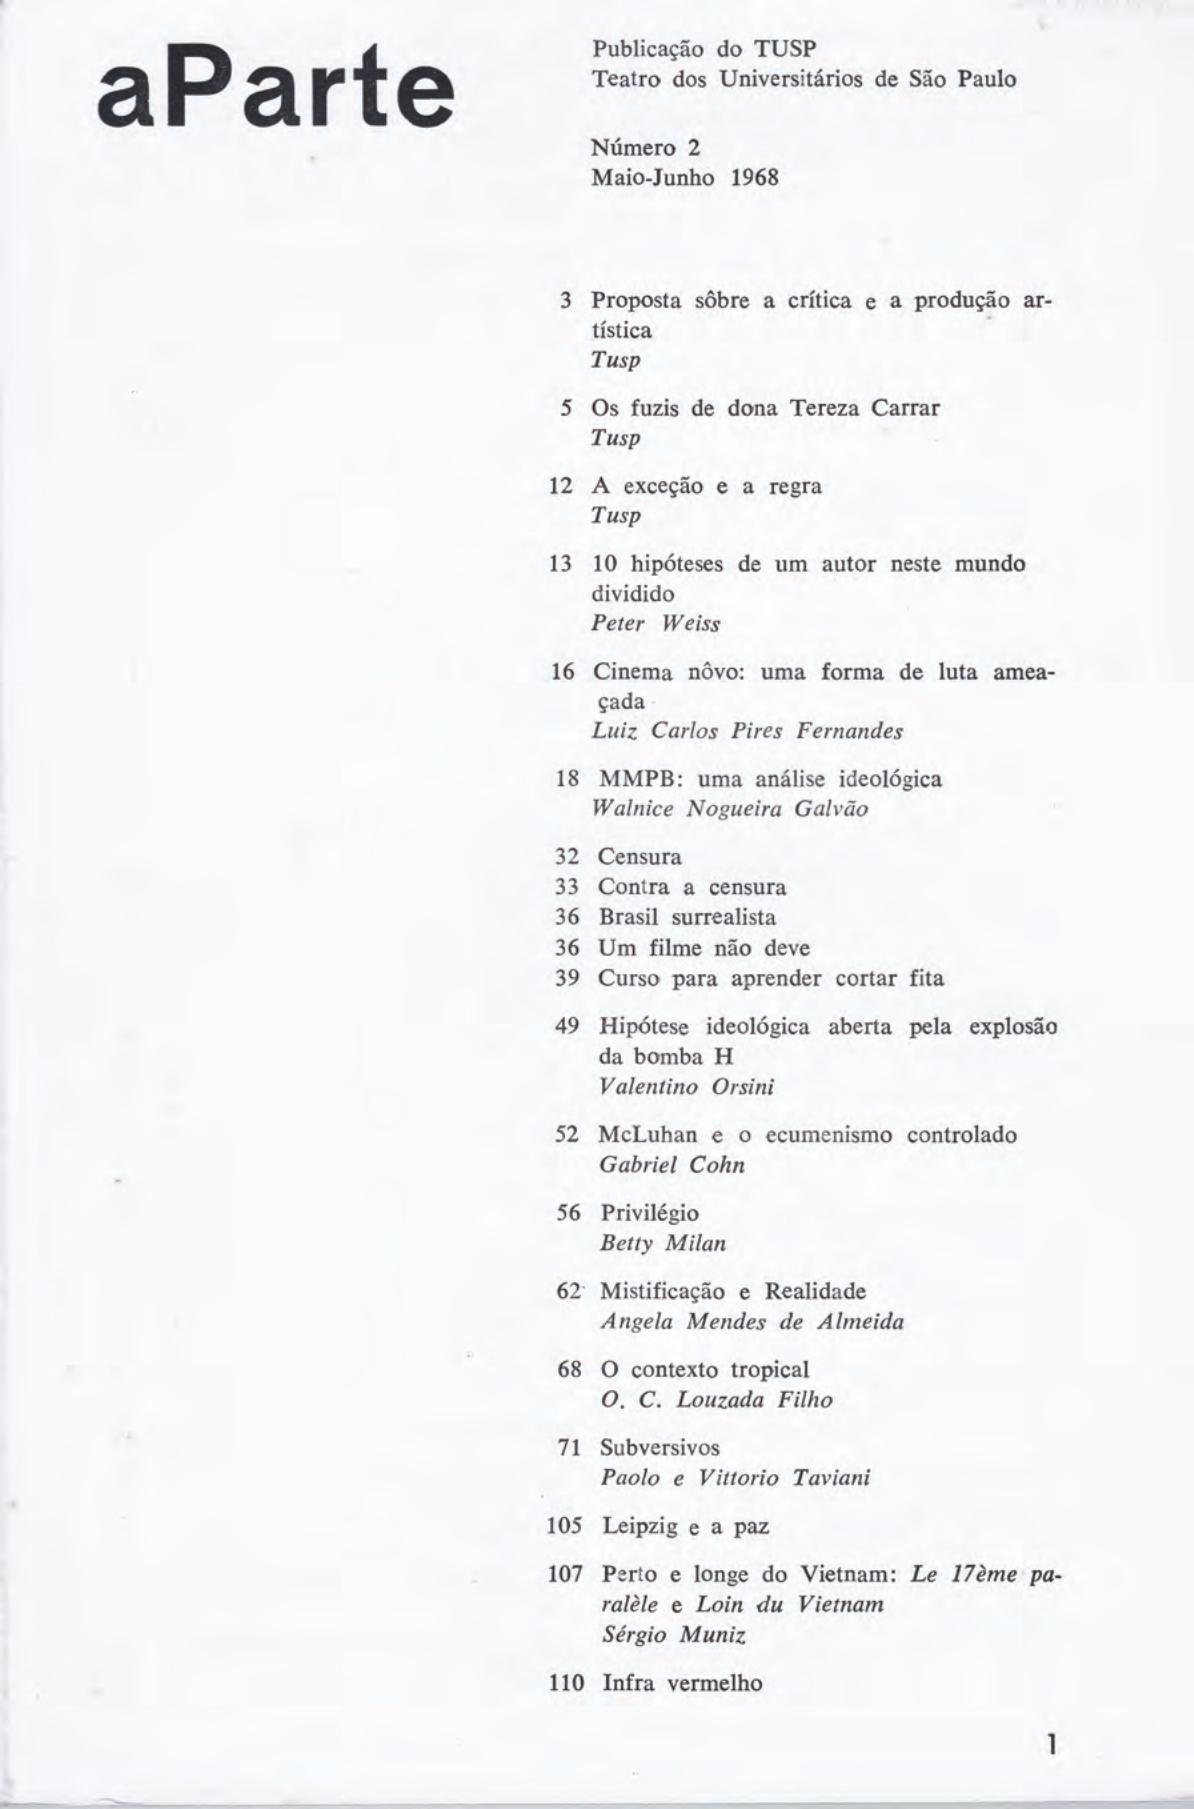 aParte
Publicação do TUSP
Teatro dos Universitários de São Paulo
Número 2
Maio-Junho 1968
3 Proposta sôbre a crítica e a produção ar-
tística
Tusp
5 Os fuzis de dona Tereza Carrar
Tusp
12 A exceção e a regra
Tusp
13 10 hipóteses de um autor neste mundo
dividido
Peter Weiss
16 Cinema nôvo: uma forma de luta amea-
çada
Luiz Carlos Pires Fernandes
18 MMPB: uma análise ideológica
Walnice Nogueira Galvão
32 Censura
33 Contra a censura
36 Brasil surrealista
36 Um filme não deve
39 Curso para aprender cortar fita
49 Hipótese ideológica aberta pela explosão
da bomba H
Valentino Orsini
52 McLuhan e o ecumenismo controlado
Gabriel Cohn
56 Privilégio
Betty Milan
62 Mistificação e Realidade
Angela Mendes de Almeida
68 O contexto tropical
O. C. Louzada Filho
71 Subversivos
Paolo e Vittorio Taviani
105 Leipzig e a paz
107 Perto e longe do Vietnam: Le 17ème pa-
ralèle e Loin du Vietnam
Sérgio Muniz
110 Infra vermelho
1